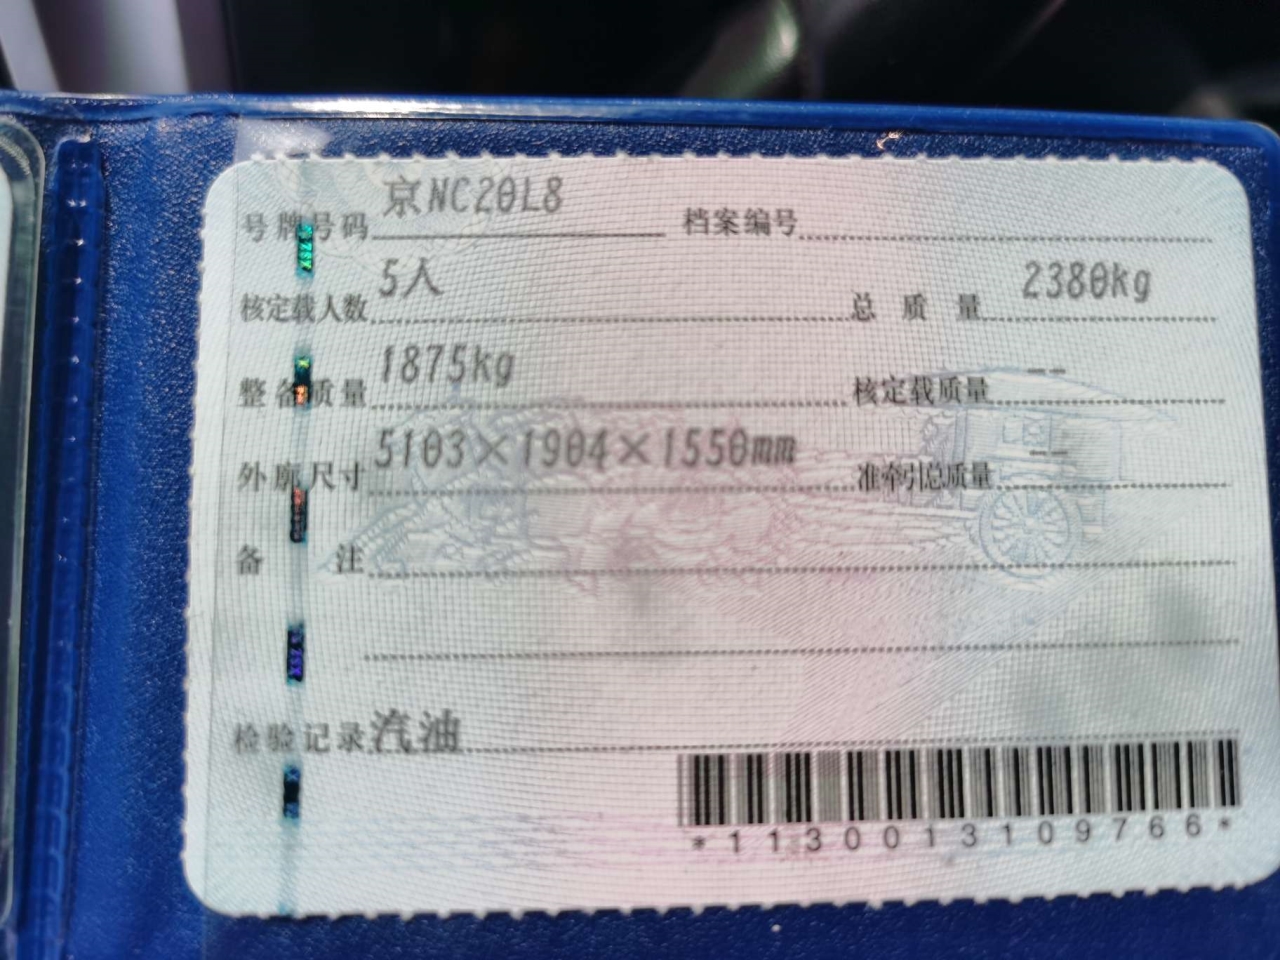 号牌号码 京NC20L8 档案编号
核定载人数 5人 总质量 2380kg
整备质量 1875kg 核定载质量 --
外廓尺寸 5103×1904×1550mm 准牵引总质量 --
备注
检验记录 汽油
*1130013109766*